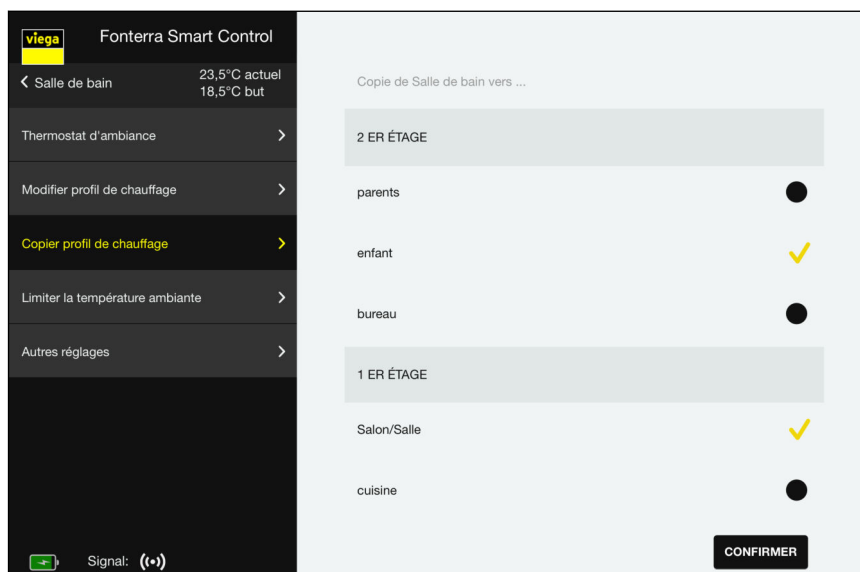 viega
Fonterra Smart Control
Salle de bain
23,5°C actuel
18,5°C but
Thermostat d'ambiance
Modifier profil de chauffage
Copier profil de chauffage
Limiter la température ambiante
Autres réglages
Signal:
Copie de Salle de bain vers ...
2 ER ÉTAGE
parents
enfant
bureau
1 ER ÉTAGE
Salon/Salle
cuisine
CONFIRMER